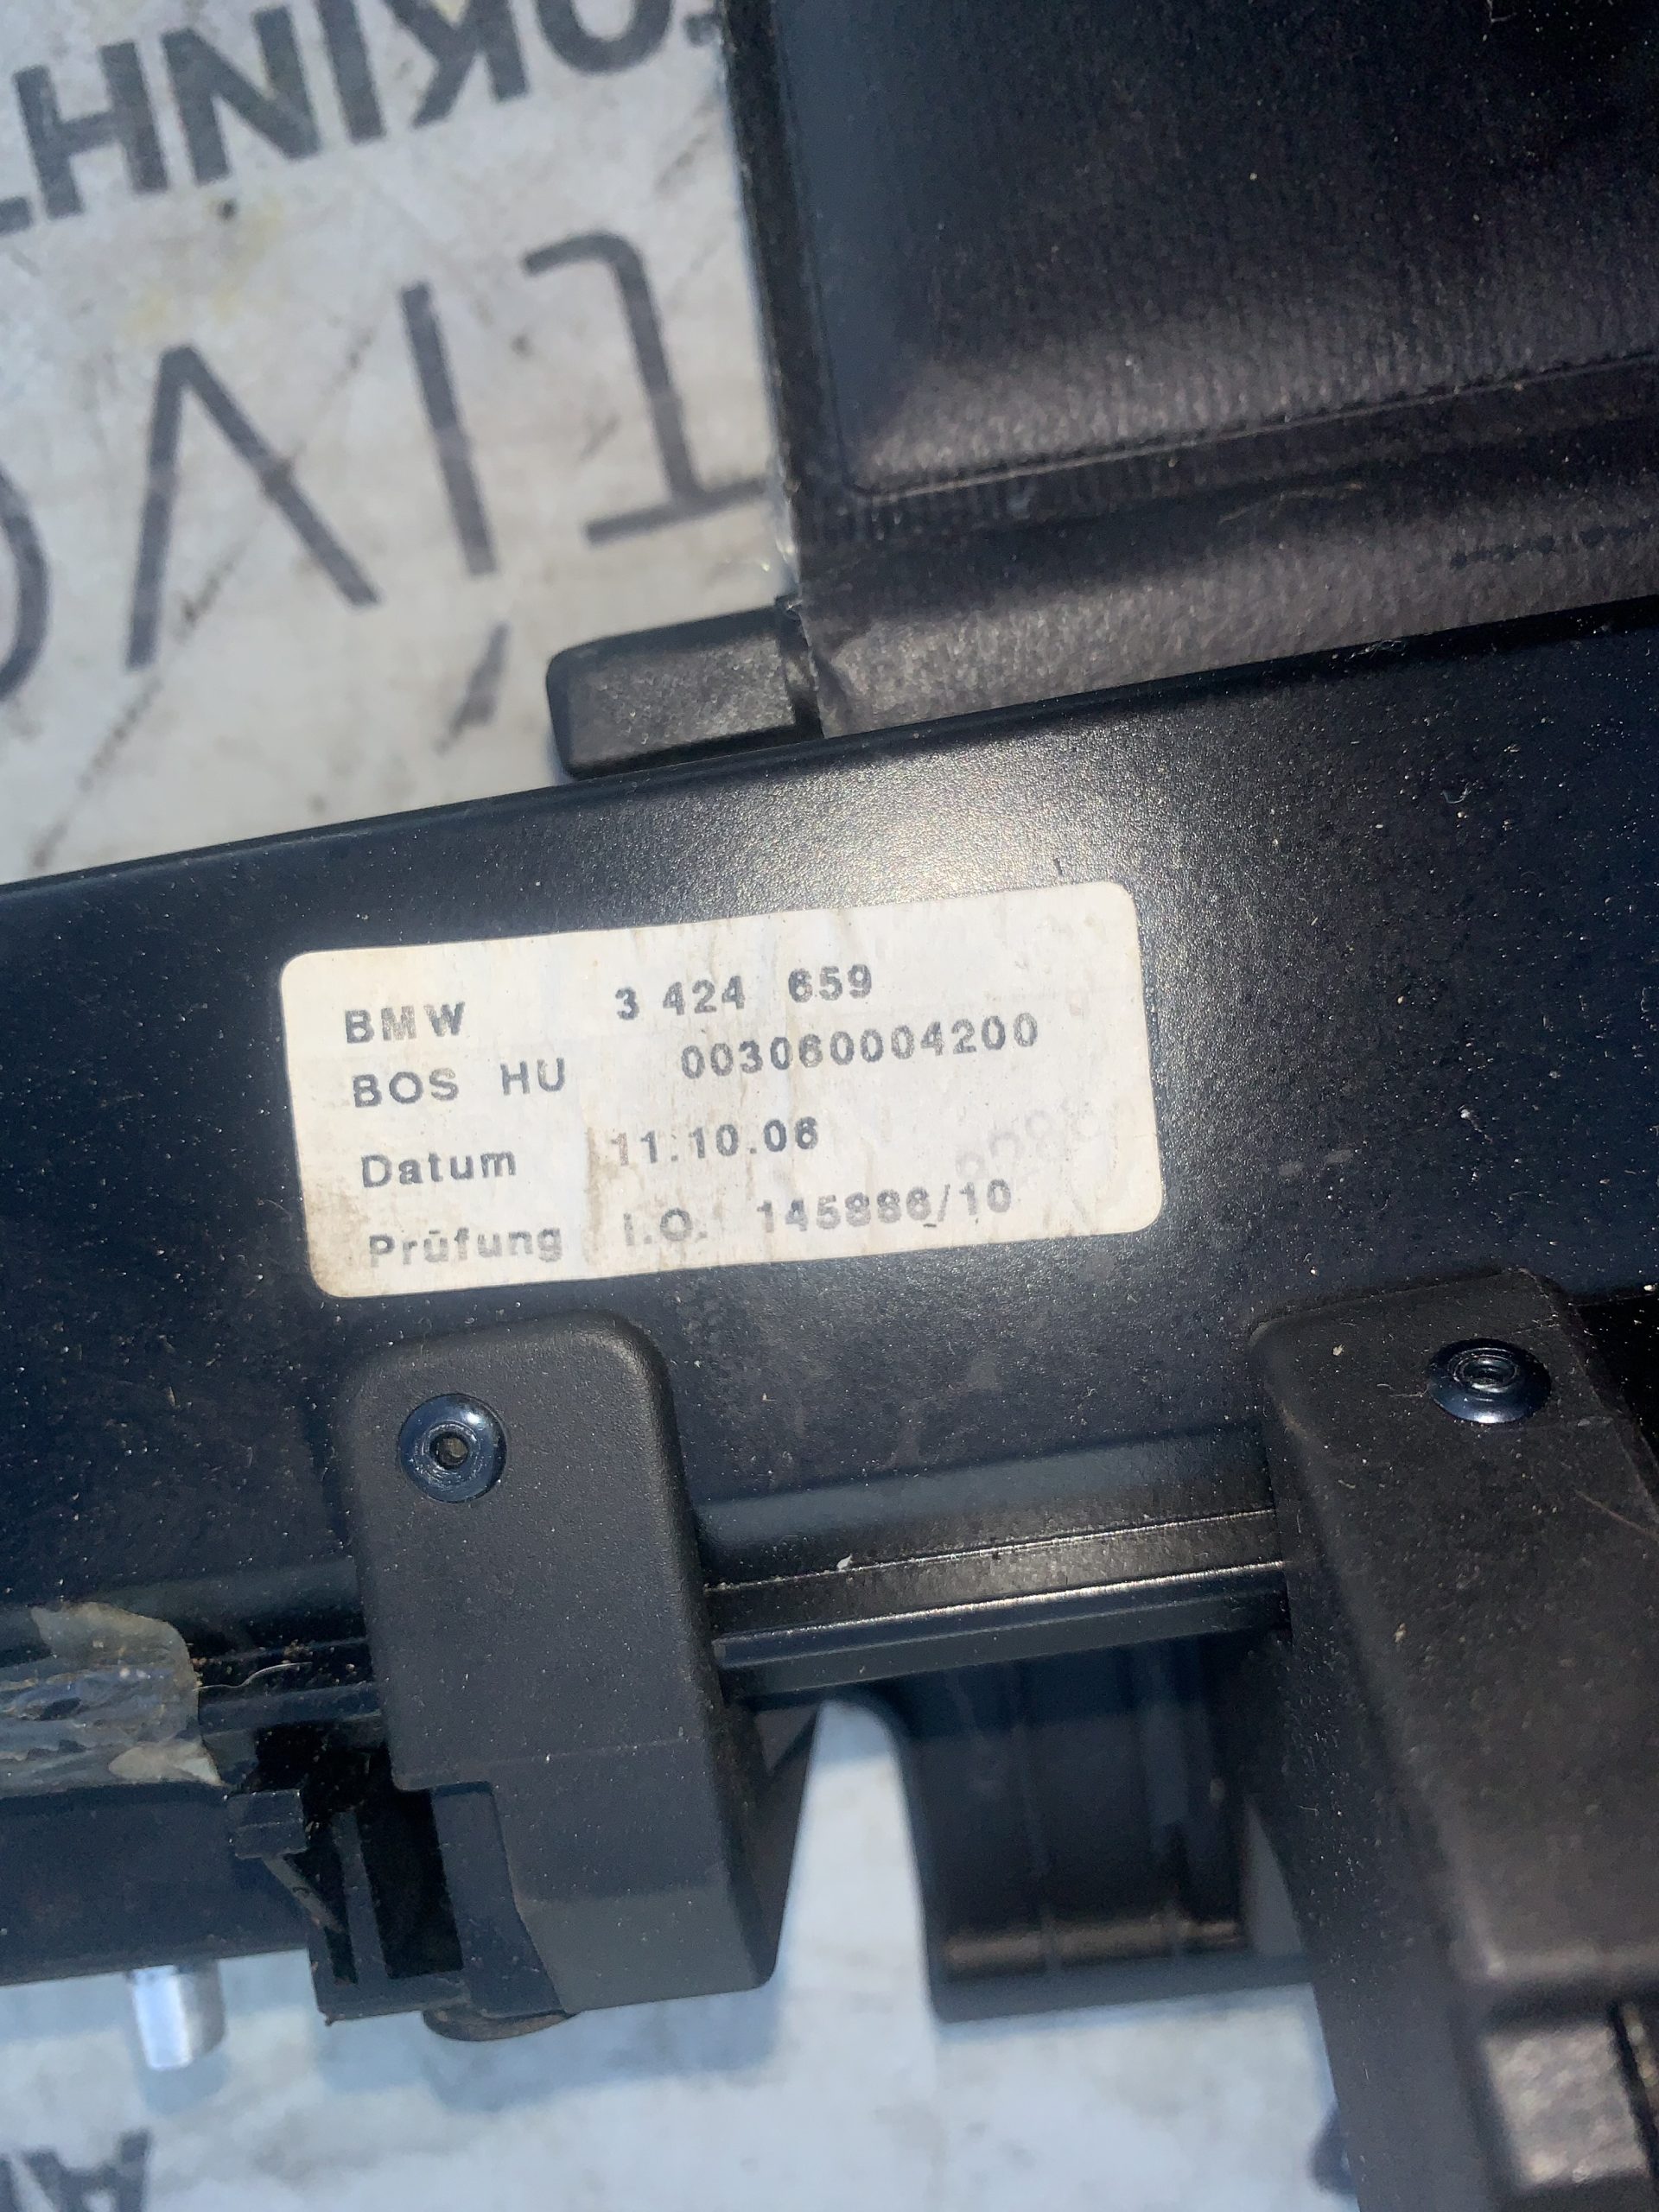 BMW 3 424 659
BOS HU 003060004200
Datum 11.10.06
Prüfung I.O. 145886/10